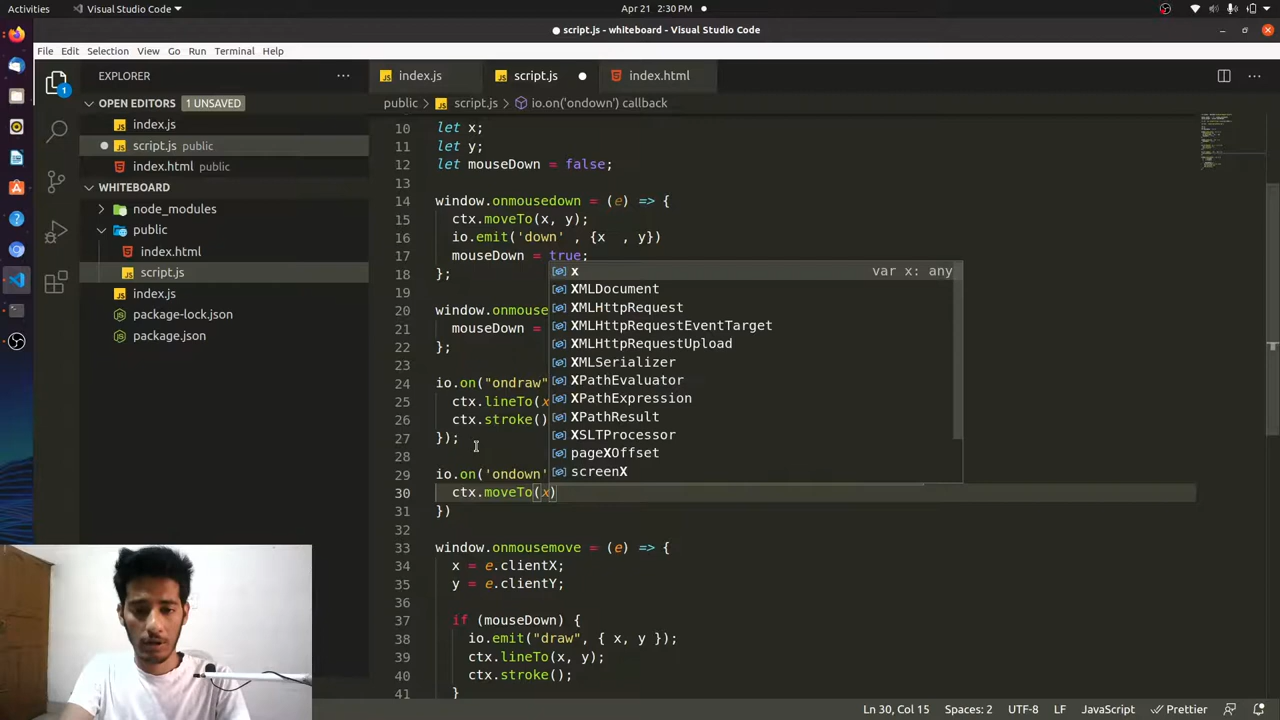 Activities
Visual Studio Code
Apr 21 2:30 PM
script.js - whiteboard - Visual Studio Code
File Edit Selection View Go Run Terminal Help
EXPLORER
OPEN EDITORS 1 UNSAVED
index.js
script.js public
index.html public
WHITEBOARD
node_modules
public
index.html
script.js
index.js
package-lock.json
package.json
1
index.js
script.js
index.html
public > script.js > io.on('ondown') callback
10 let x;
11 let y;
12 let mouseDown = false;
13
14 window.onmousedown = (e) => {
15 ctx.moveTo(x, y);
16 io.emit('down' , {x , y})
17 mouseDown = true;
18 };
19
20 window.onmouse
21 mouseDown =
22 };
23
24 io.on("ondraw"
25 ctx.lineTo(x
26 ctx.stroke()
27 });
28
29 io.on('ondown'
30 ctx.moveTo(x)
31 })
32
33 window.onmousemove = (e) => {
34 x = e.clientX;
35 y = e.clientY;
36
37 if (mouseDown) {
38 io.emit("draw", { x, y });
39 ctx.lineTo(x, y);
40 ctx.stroke();
41 }
x var x: any
XMLDocument
XMLHttpRequest
XMLHttpRequestEventTarget
XMLHttpRequestUpload
XMLSerializer
XPathEvaluator
XPathExpression
XPathResult
XSLTProcessor
pageXOffset
screenX
Ln 30, Col 15 Spaces: 2 UTF-8 LF JavaScript Prettier